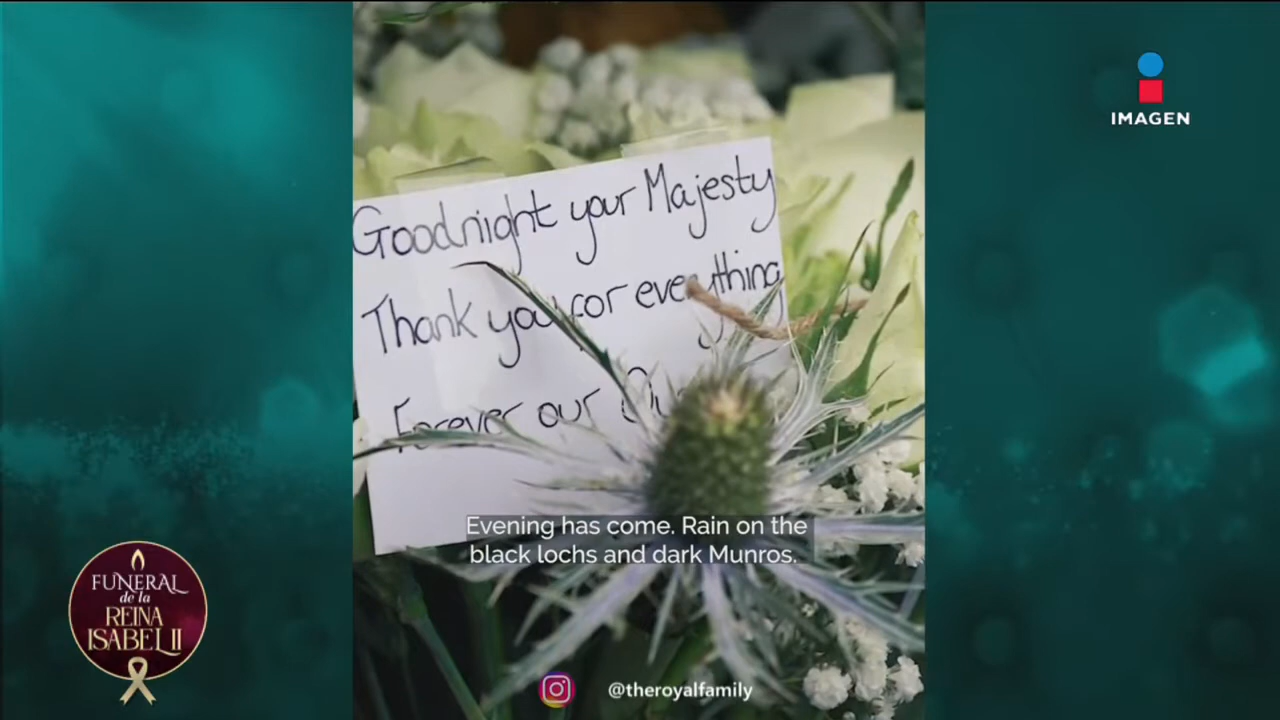 IMAGEN
Goodnight your Majesty
Thank you for everything
Forever our
Evening has come. Rain on the
black lochs and dark Munros.
FUNERAL
de la
REINA
ISABEL II
@theroyalfamily